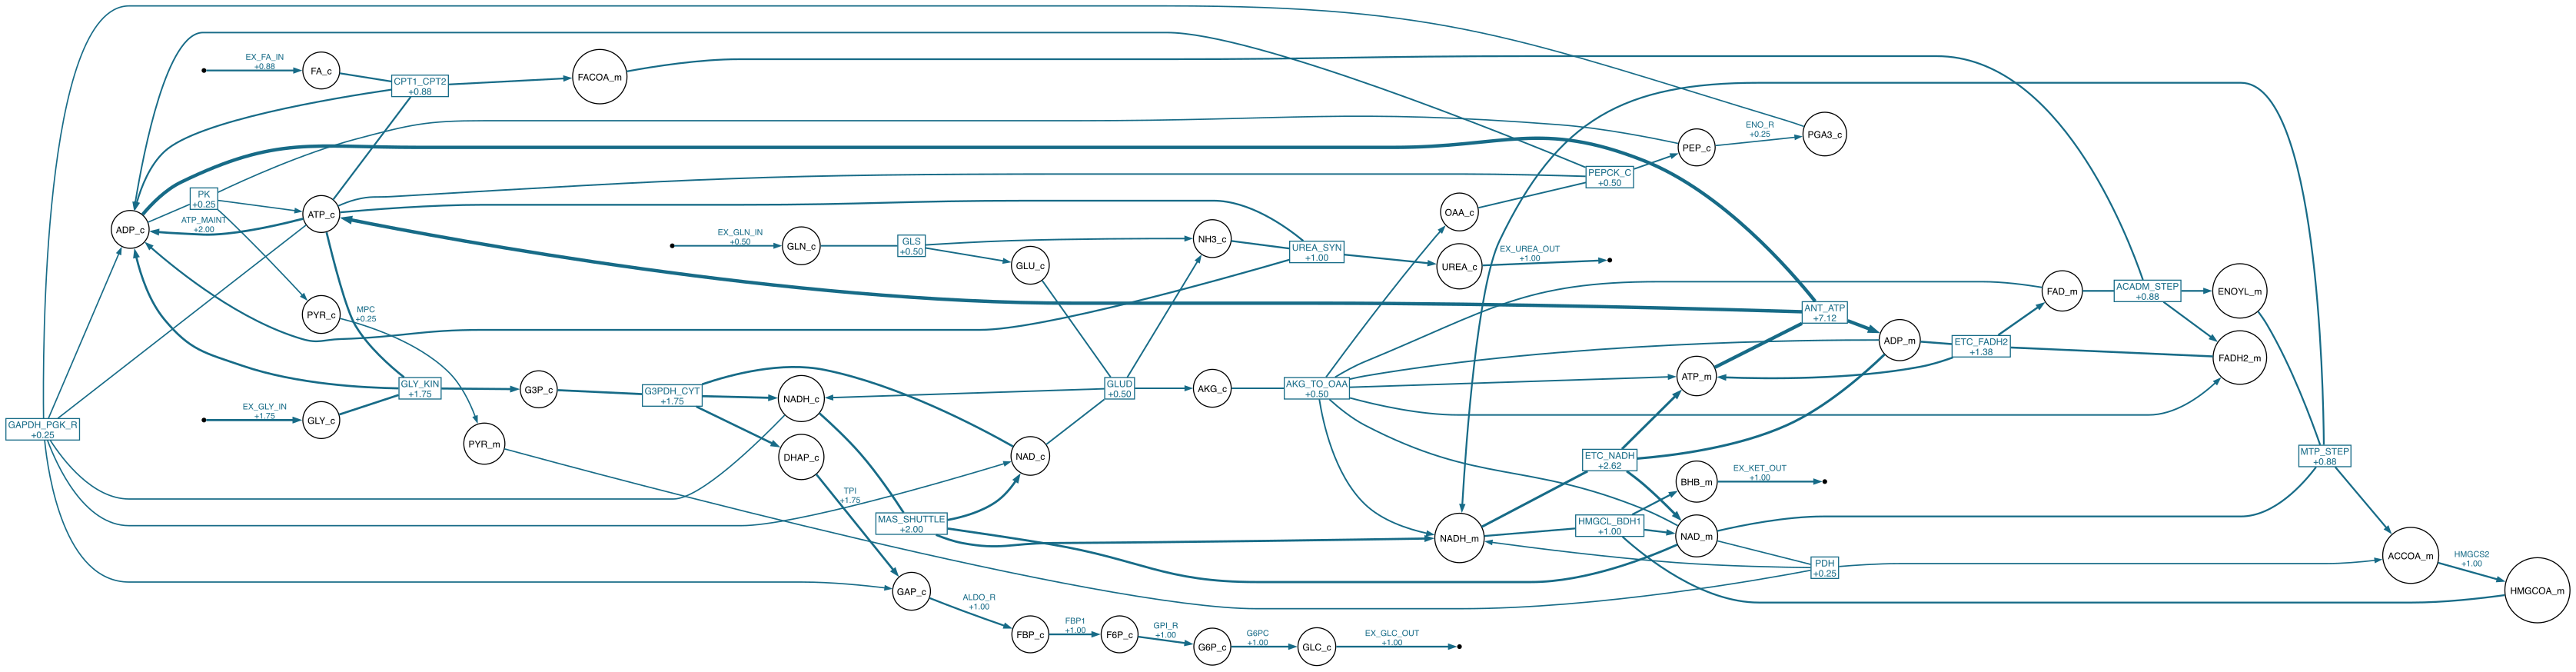 EX_FA_IN
+0.88
FA_c
CPT1_CPT2
+0.88
FACOA_m
ENO_R
+0.25
PGA3_c
PEP_c
PEPCK_C
+0.50
PK
+0.25
ATP_MAINT
+2.00
ADP_c
ATP_c
OAA_c
EX_GLN_IN
+0.50
GLN_c
GLS
+0.50
NH3_c
UREA_SYN
+1.00
GLU_c
UREA_c
EX_UREA_OUT
+1.00
FAD_m
ACADM_STEP
+0.88
ENOYL_m
PYR_c
MPC
+0.25
ANT_ATP
+7.12
ADP_m
ETC_FADH2
+1.38
FADH2_m
ATP_m
GLY_KIN
+1.75
G3P_c
G3PDH_CYT
+1.75
NADH_c
GLUD
+0.50
AKG_c
AKG_TO_OAA
+0.50
EX_GLY_IN
+1.75
GLY_c
GAPDH_PGK_R
+0.25
PYR_m
DHAP_c
NAD_c
ETC_NADH
+2.62
MTP_STEP
+0.88
BHB_m
EX_KET_OUT
+1.00
TPI
+1.75
MAS_SHUTTLE
+2.00
NADH_m
HMGCL_BDH1
+1.00
NAD_m
PDH
+0.25
ACCOA_m
HMGCS2
+1.00
HMGCOA_m
GAP_c
ALDO_R
+1.00
FBP_c
FBP1
+1.00
F6P_c
GPI_R
+1.00
G6P_c
G6PC
+1.00
GLC_c
EX_GLC_OUT
+1.00